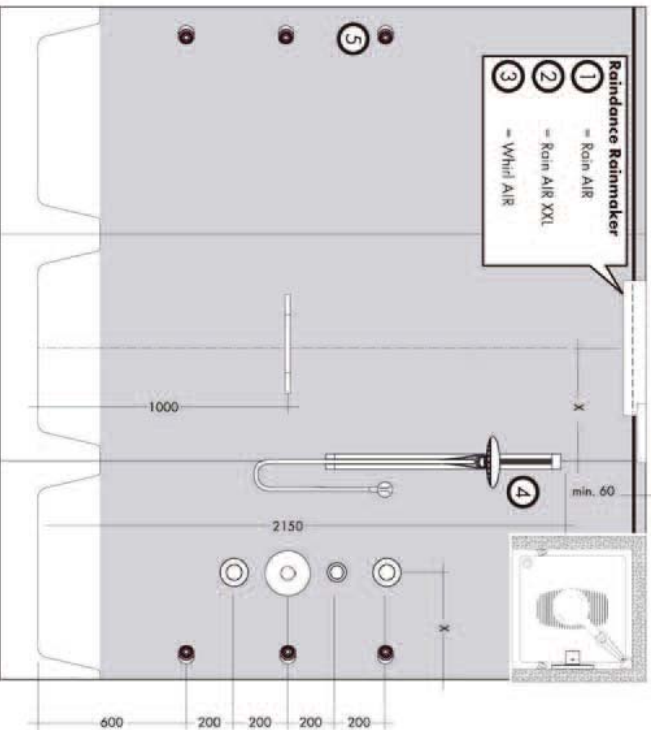 Raindance Rainmaker
1 = Rain AIR
2 = Rain AIR XXL
3 = Whirl AIR
5
1000
X
4
min. 60
2150
X
600
200
200
200
200